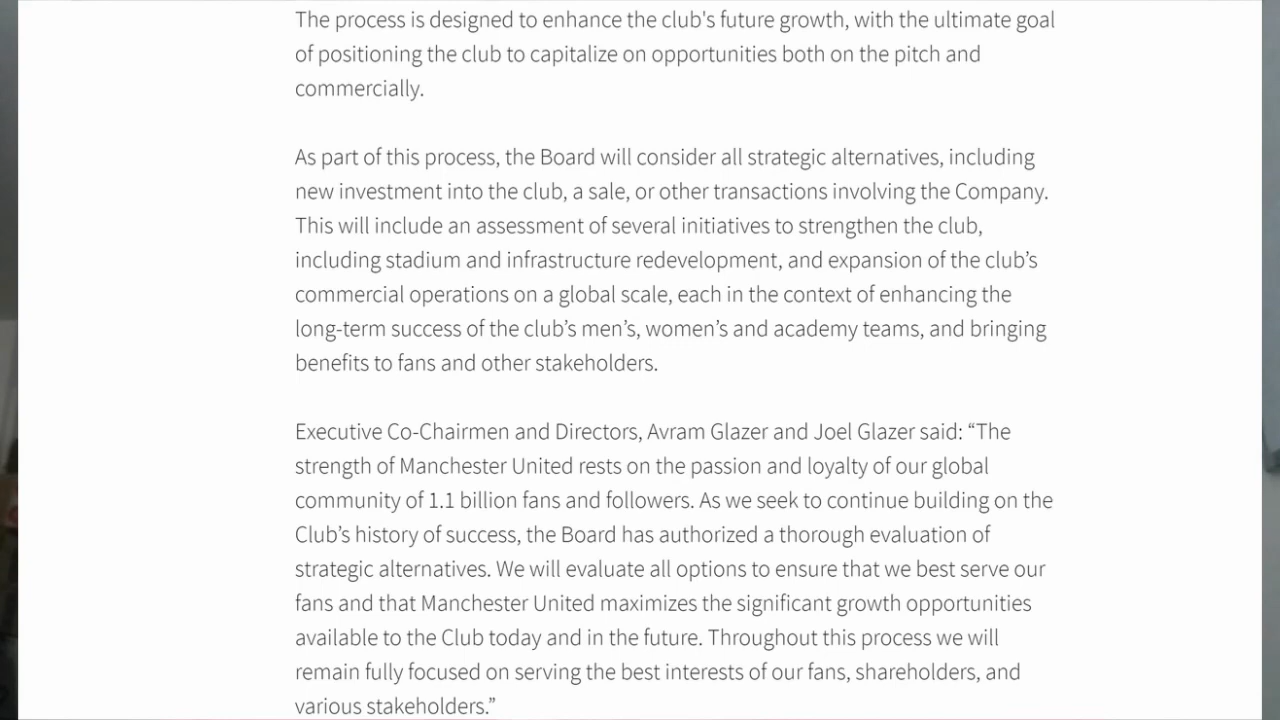 The process is designed to enhance the club's future growth, with the ultimate goal
of positioning the club to capitalize on opportunities both on the pitch and
commercially.
As part of this process, the Board will consider all strategic alternatives, including
new investment into the club, a sale, or other transactions involving the Company.
This will include an assessment of several initiatives to strengthen the club,
including stadium and infrastructure redevelopment, and expansion of the club’s
commercial operations on a global scale, each in the context of enhancing the
long-term success of the club’s men’s, women’s and academy teams, and bringing
benefits to fans and other stakeholders.
Executive Co-Chairmen and Directors, Avram Glazer and Joel Glazer said: “The
strength of Manchester United rests on the passion and loyalty of our global
community of 1.1 billion fans and followers. As we seek to continue building on the
Club’s history of success, the Board has authorized a thorough evaluation of
strategic alternatives. We will evaluate all options to ensure that we best serve our
fans and that Manchester United maximizes the significant growth opportunities
available to the Club today and in the future. Throughout this process we will
remain fully focused on serving the best interests of our fans, shareholders, and
various stakeholders.”